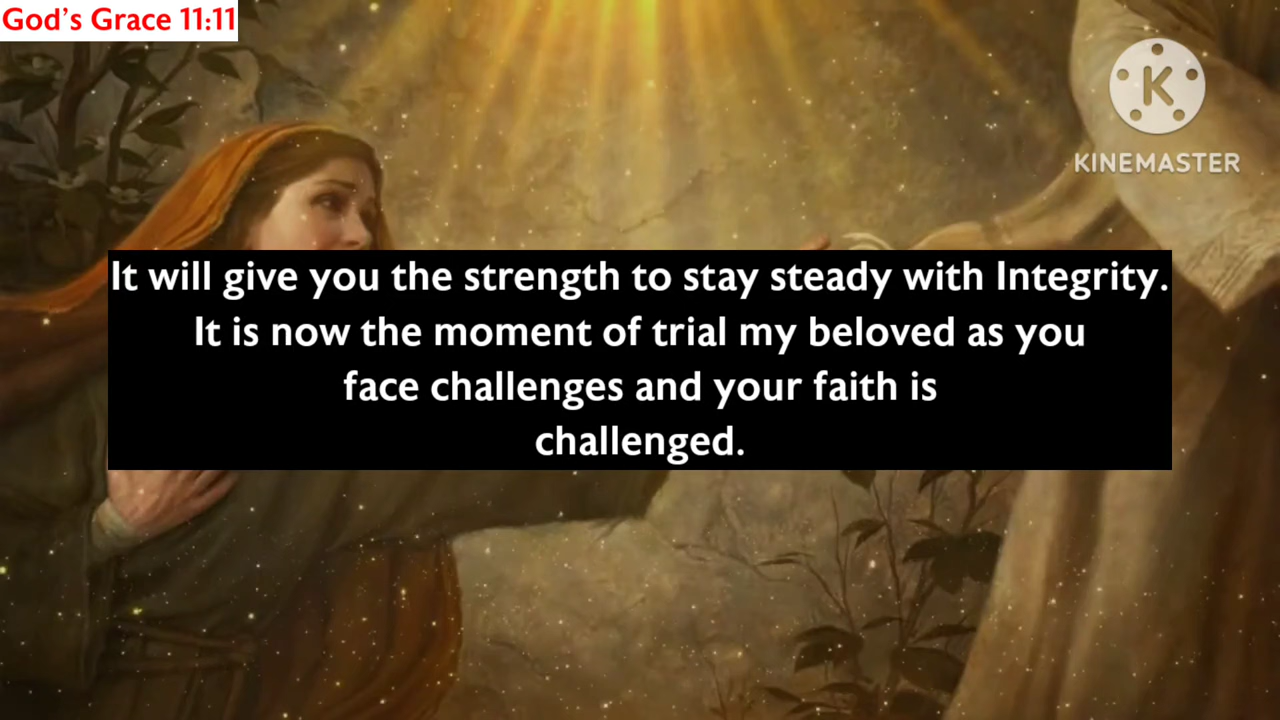 God's Grace 11:11
K
KINEMASTER
It will give you the strength to stay steady with Integrity.
It is now the moment of trial my beloved as you
face challenges and your faith is
challenged.